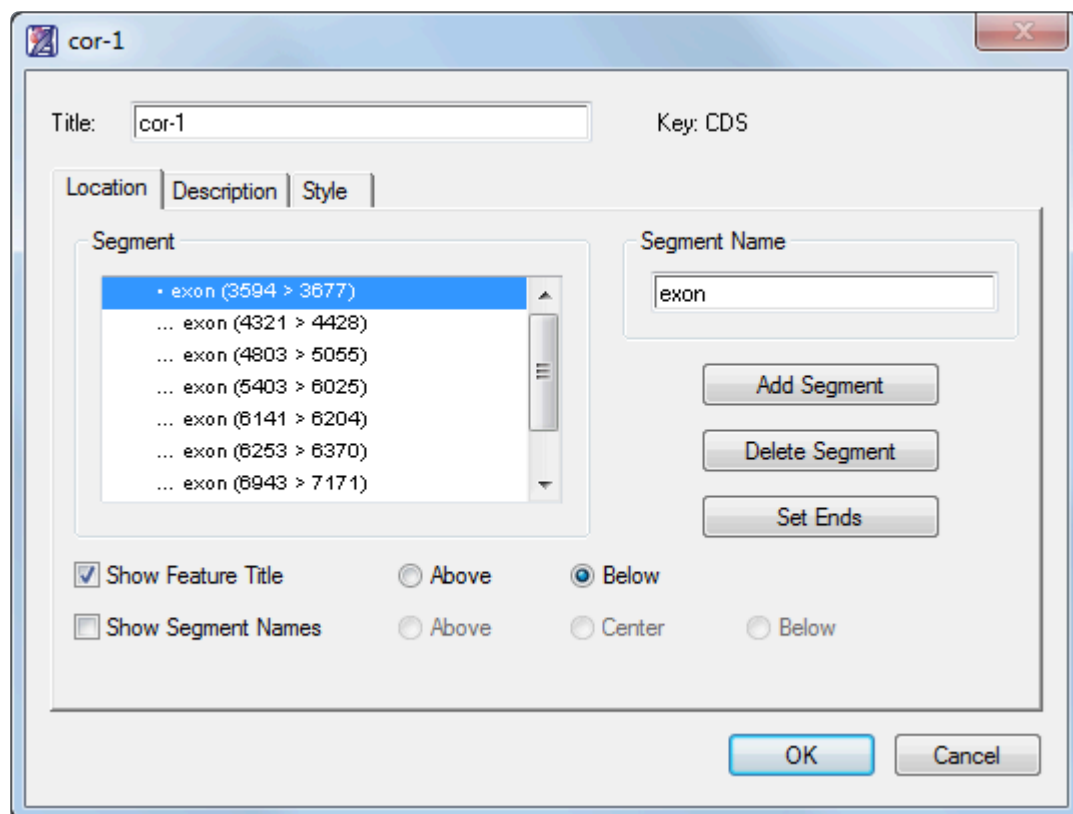 cor-1
Title: cor-1 Key: CDS
Location Description Style
Segment Segment Name
• exon (3594 > 3677) exon
... exon (4321 > 4428)
... exon (4803 > 5055)
... exon (5403 > 6025) Add Segment
... exon (6141 > 6204)
... exon (6253 > 6370) Delete Segment
... exon (6943 > 7171)
Set Ends
Show Feature Title Above Below
Show Segment Names Above Center Below
OK Cancel